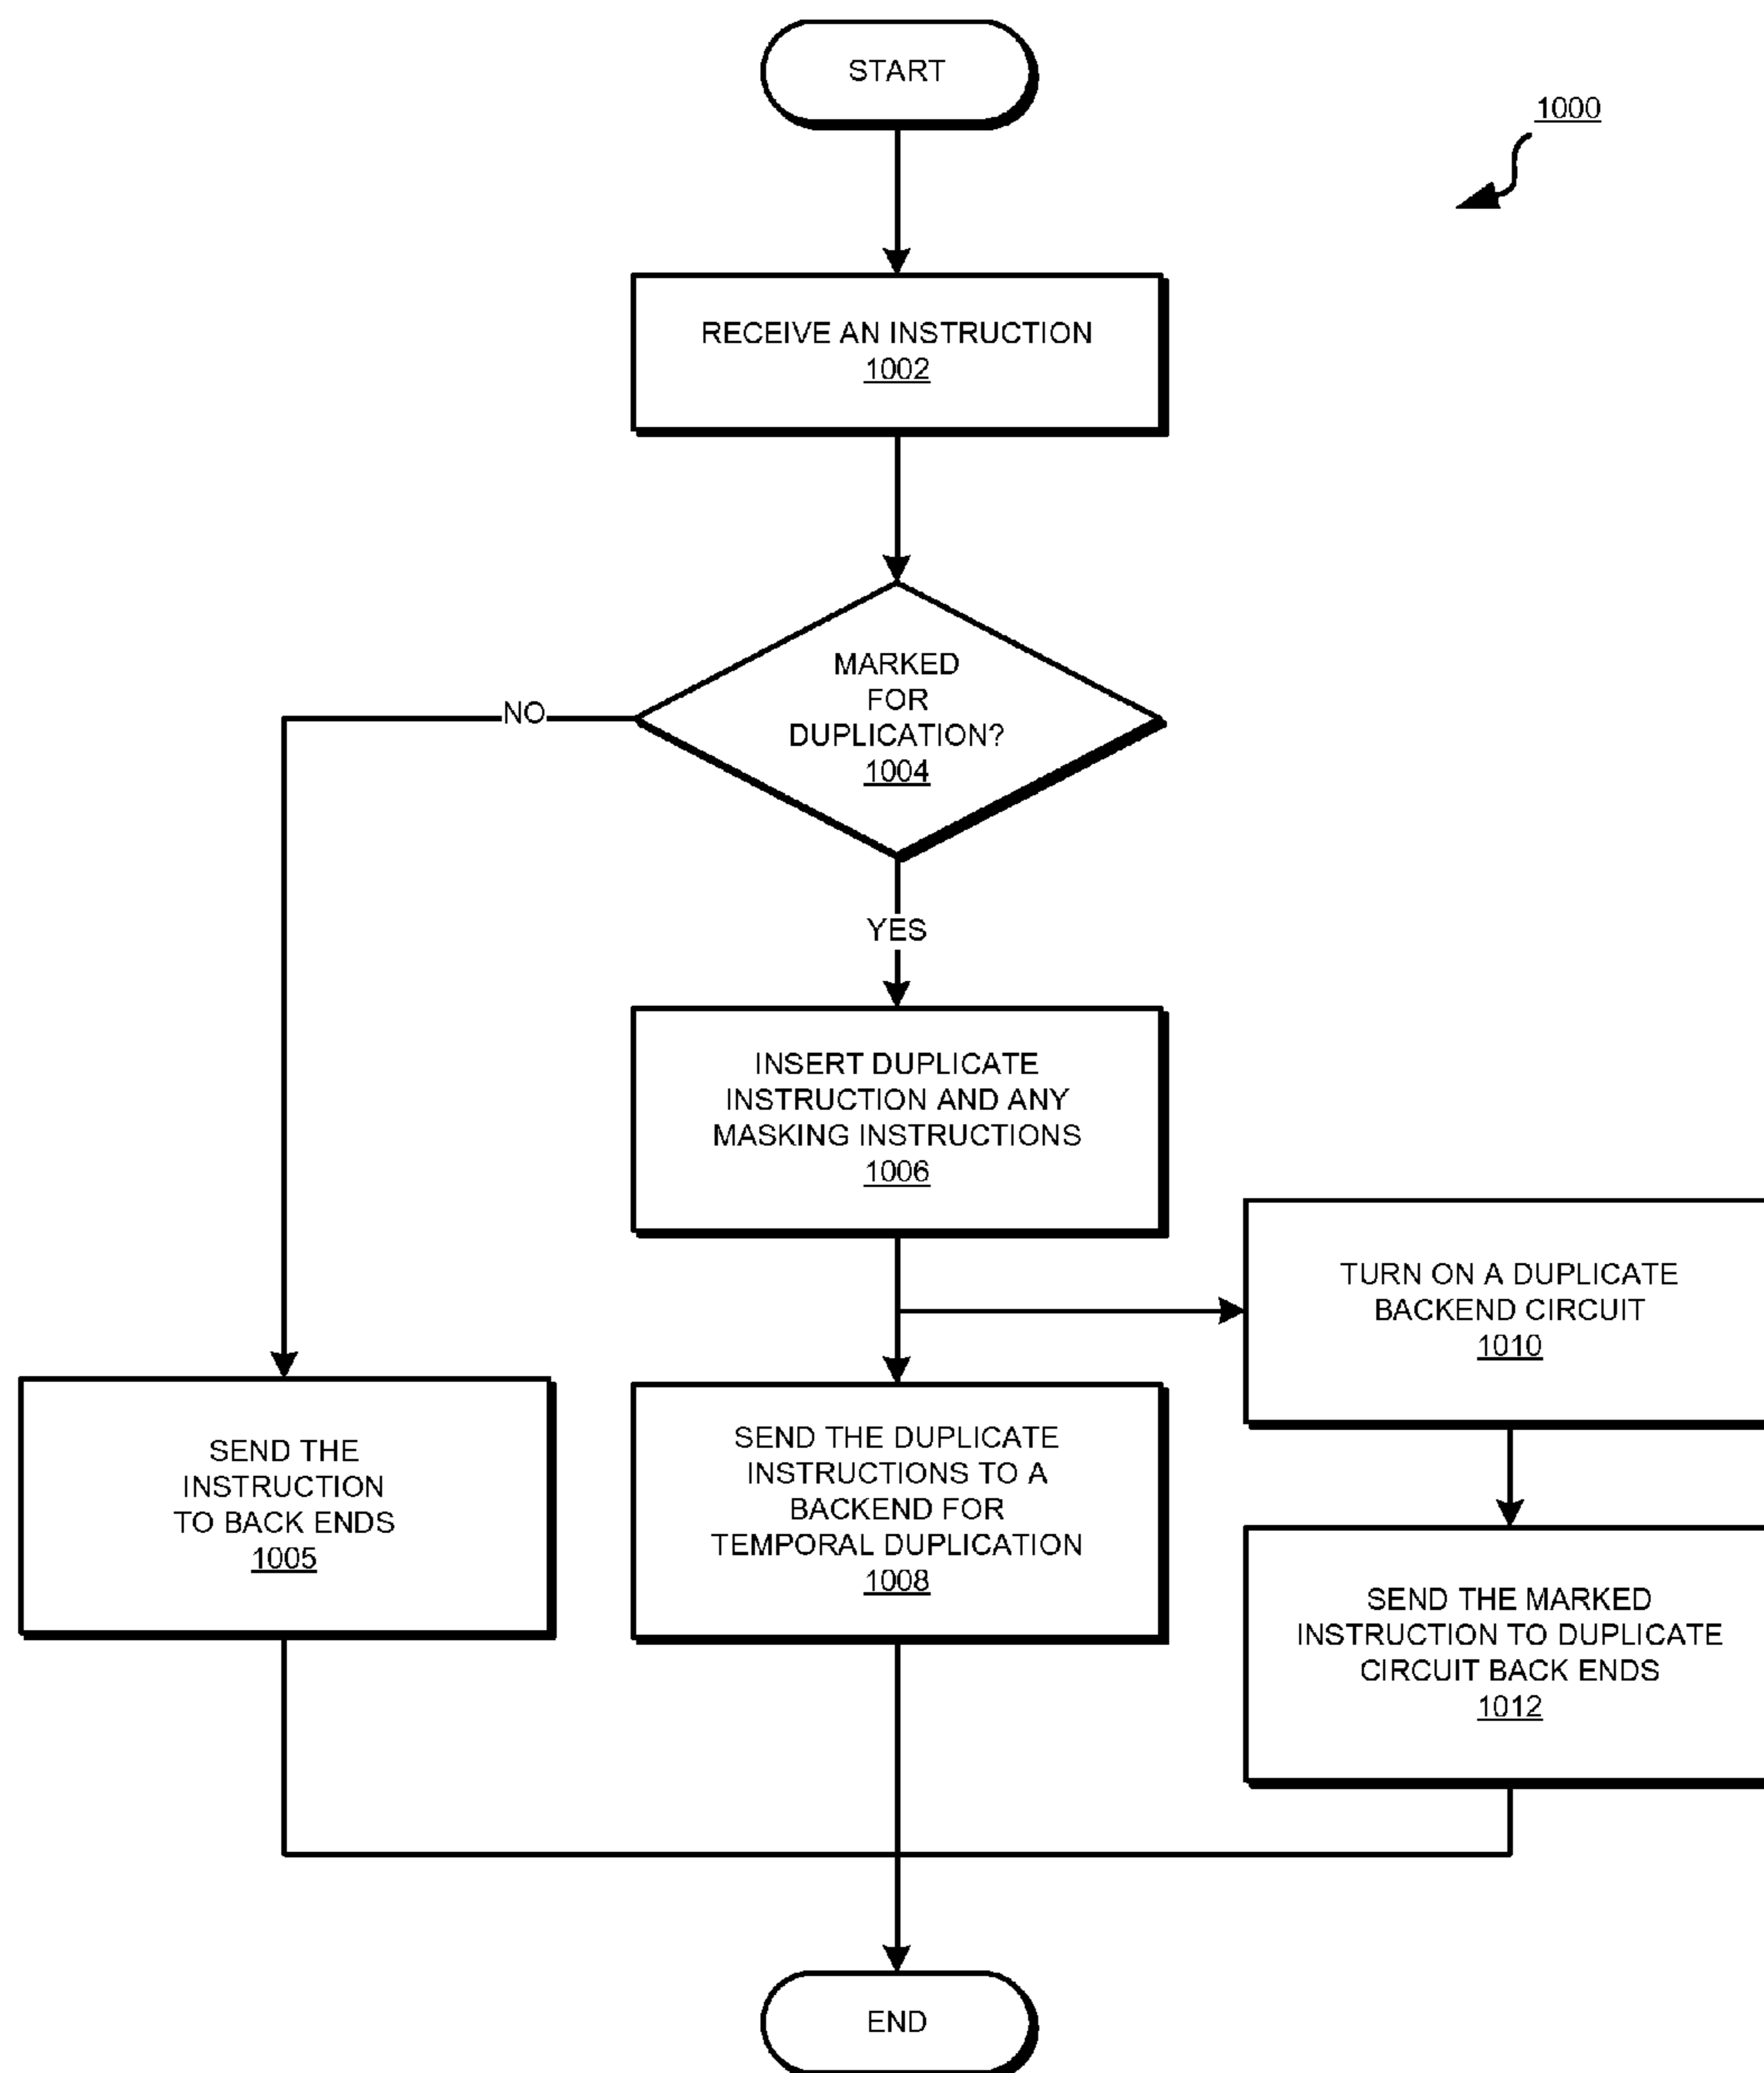 START
1000
RECEIVE AN INSTRUCTION
1002
MARKED
FOR
DUPLICATION?
1004
NO
YES
INSERT DUPLICATE
INSTRUCTION AND ANY
MASKING INSTRUCTIONS
1006
TURN ON A DUPLICATE
BACKEND CIRCUIT
1010
SEND THE
INSTRUCTION
TO BACK ENDS
1005
SEND THE DUPLICATE
INSTRUCTIONS TO A
BACKEND FOR
TEMPORAL DUPLICATION
1008
SEND THE MARKED
INSTRUCTION TO DUPLICATE
CIRCUIT BACK ENDS
1012
END